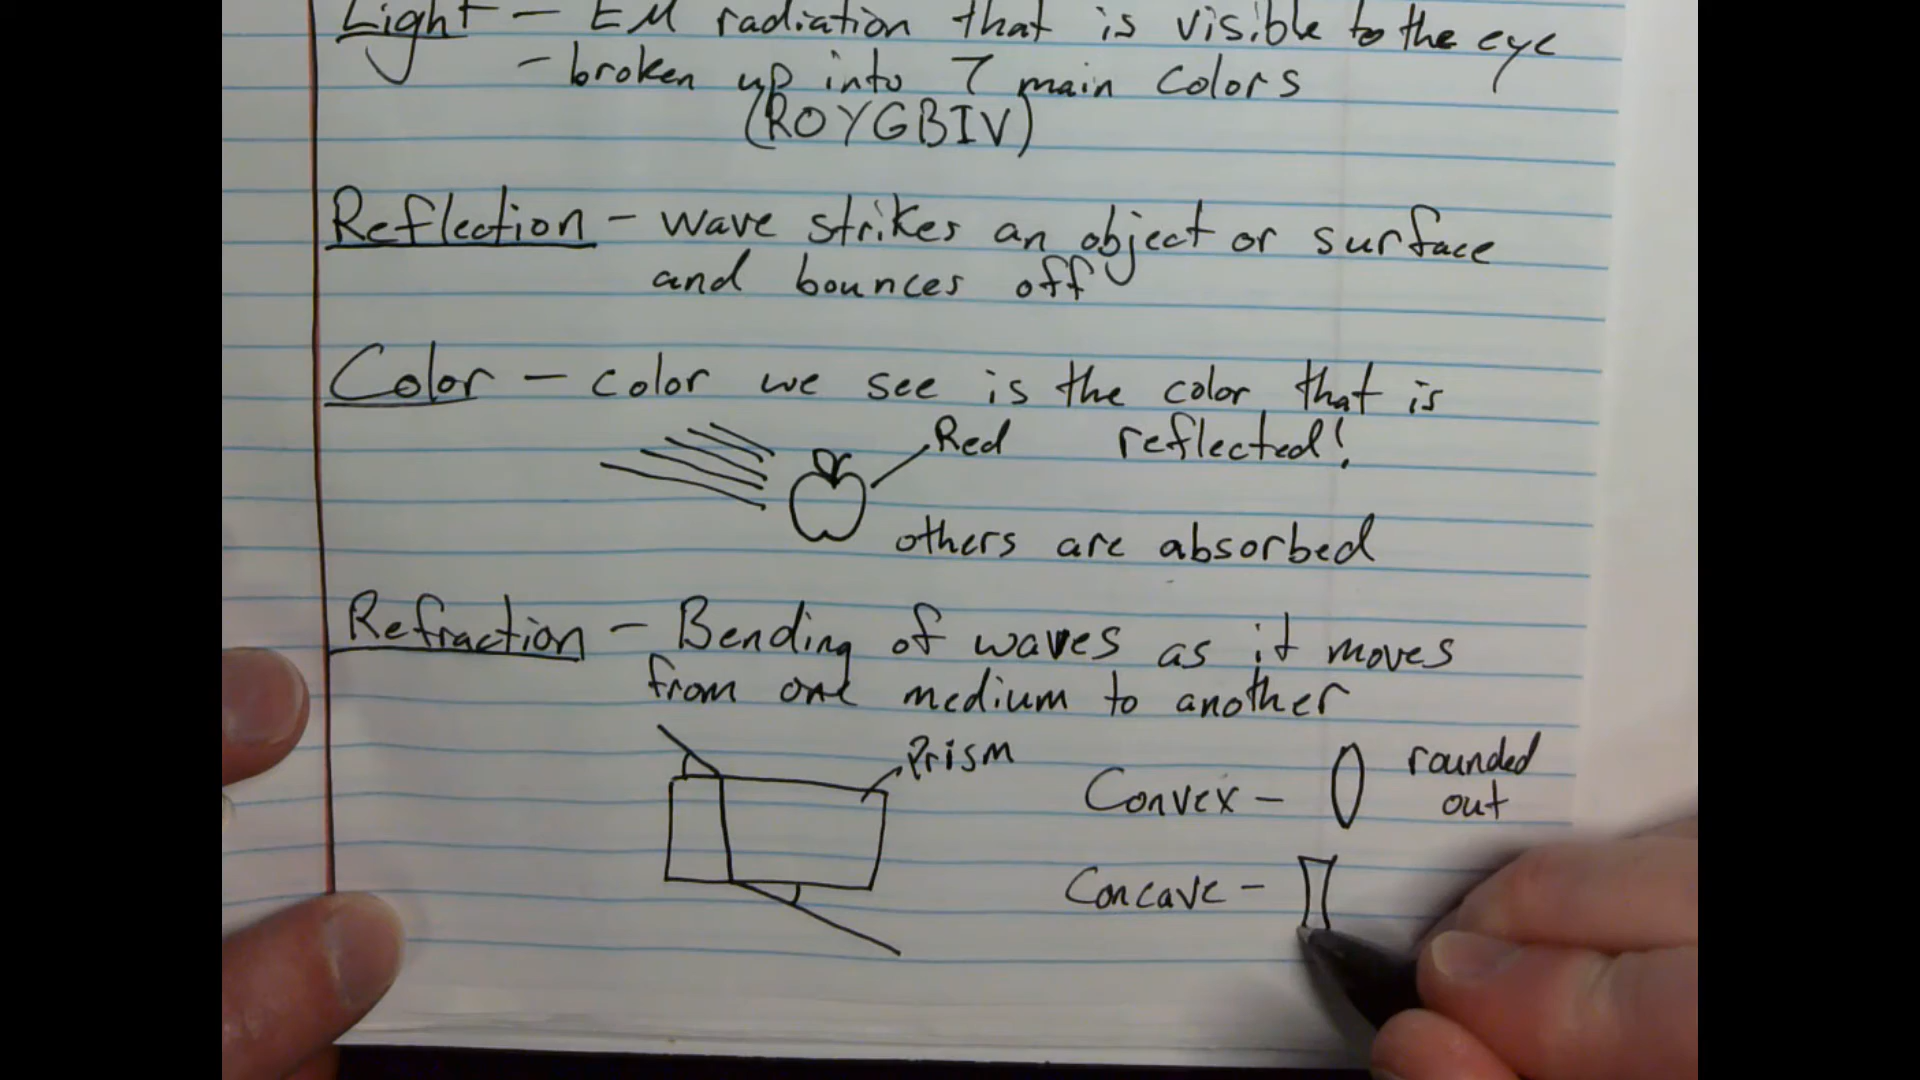 Light - EM radiation that is visible to the eye
- broken up into 7 main colors
(ROYGBIV)
Reflection - wave strikes an object or surface
and bounces off
Color - color we see is the color that is
Red reflected!
others are absorbed
Refraction - Bending of waves as it moves
from one medium to another
Prism
Convex - rounded
out
Concave -